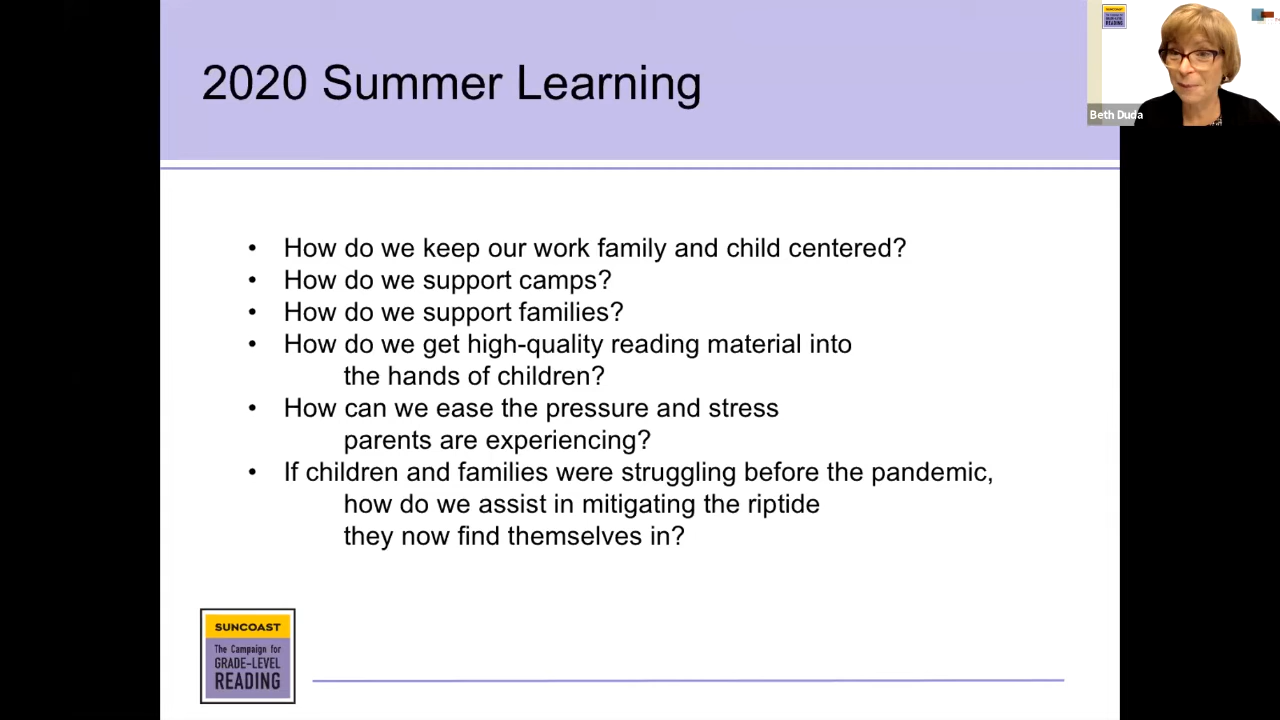 2020 Summer Learning
Beth Duda
• How do we keep our work family and child centered?
• How do we support camps?
• How do we support families?
• How do we get high-quality reading material into
the hands of children?
• How can we ease the pressure and stress
parents are experiencing?
• If children and families were struggling before the pandemic,
how do we assist in mitigating the riptide
they now find themselves in?
SUNCOAST
The Campaign for
GRADE-LEVEL
READING
SUNCOAST
READING